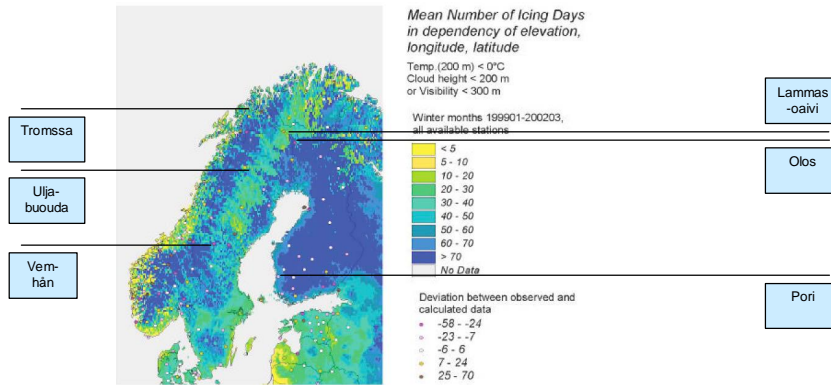 Mean Number of Icing Days
in dependency of elevation,
longitude, latitude
Temp.(200 m) < 0°C
Cloud height < 200 m
or Visibility < 300 m
Winter months 199901-200203,
all available stations
< 5
5 - 10
10 - 20
20 - 30
30 - 40
40 - 50
50 - 60
60 - 70
> 70
No Data
Deviation between observed and
calculated data
-58 - -24
-23 - -7
-6 - 6
7 - 24
25 - 70
Tromssa
Ulja-
buouda
Vem-
hån
Lammas
-oaivi
Olos
Pori